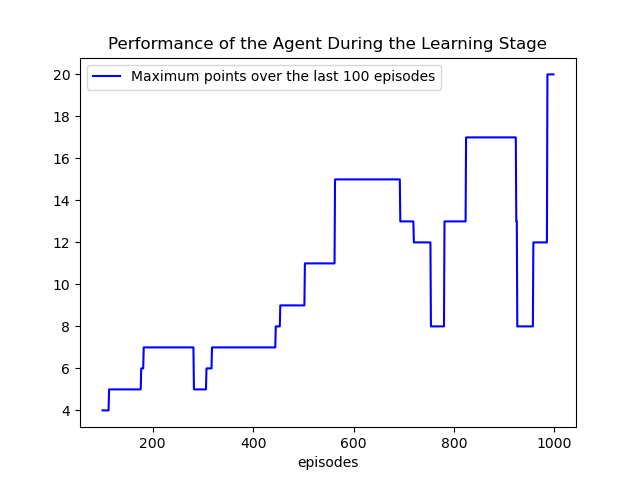 Performance of the Agent During the Learning Stage
Maximum points over the last 100 episodes
20
18
16
14
12
10
8
6
4
200 400 600 800 1000
episodes